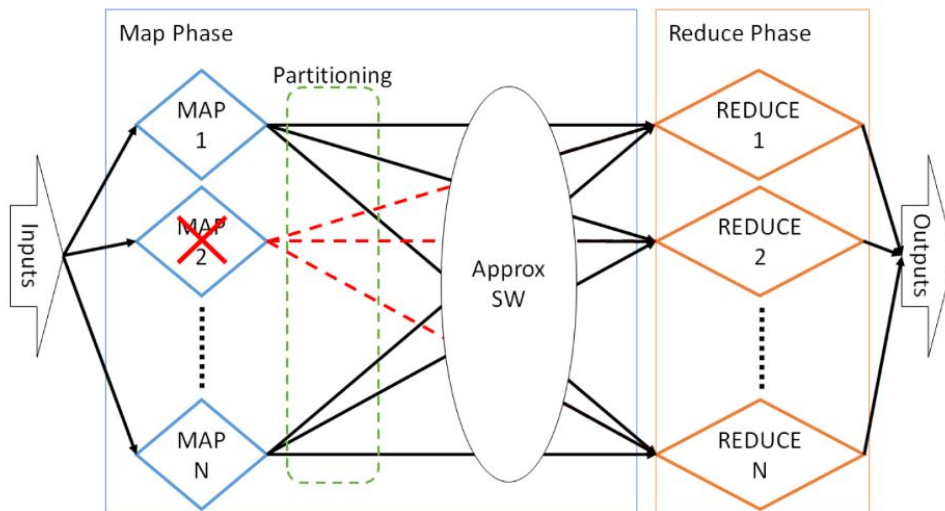 Map Phase
Reduce Phase
Partitioning
MAP
1
REDUCE
1
MAP
2
REDUCE
2
Inputs
Approx
SW
Outputs
MAP
N
REDUCE
N